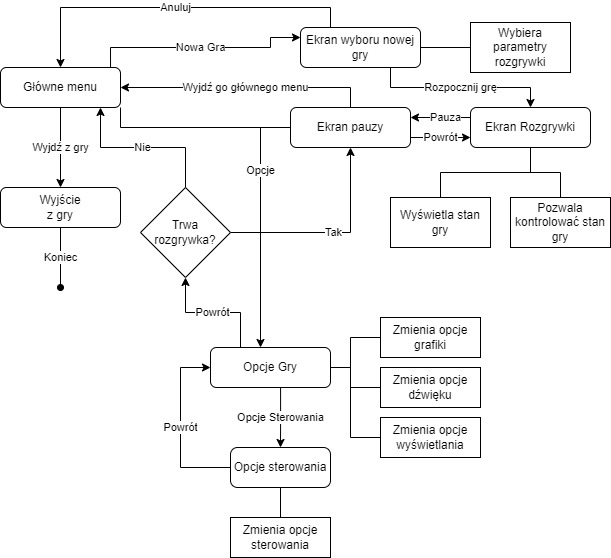 Anuluj
Nowa Gra
Ekran wyboru nowej
gry
Wybiera
parametry
rozgrywki
Główne menu
Wyjdź go głównego menu
Rozpocznij grę
Ekran pauzy
Pauza
Powrót
Ekran Rozgrywki
Wyjdź z gry
Nie
Opcje
Wyjście
z gry
Trwa
rozgrywka?
Tak
Wyświetla stan
gry
Pozwala
kontrolować stan
gry
Koniec
Powrót
Opcje Gry
Zmienia opcje
grafiki
Zmienia opcje
dźwięku
Opcje Sterowania
Powrót
Zmienia opcje
wyświetlania
Opcje sterowania
Zmienia opcje
sterowania